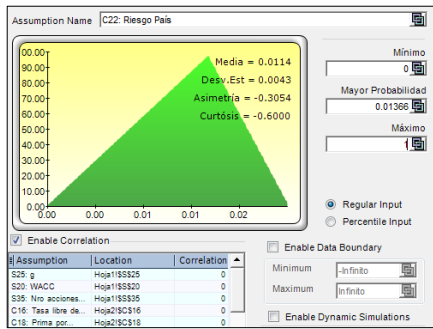 Assumption Name C22: Riesgo País
00.00
90.00
80.00
70.00
60.00
50.00
40.00
30.00
20.00
10.00
0.00
0.00 0.00 0.01 0.01 0.02
Media = 0.0114
Desv.Est = 0.0043
Asimetría = -0.3054
Curtósis = -0.6000
Mínimo
0
Mayor Probabilidad
0.01366
Máximo
1
Regular Input
Percentile Input
Enable Correlation
Assumption Location Correlation
S25: g Hoja1!$S$25 0
S20: WACC Hoja1!$S$20 0
S35: Nro acciones... Hoja1!$S$35 0
C16: Tasa libre de... Hoja2!$C$16 0
C18: Prima por... Hoja2!$C$18 0
Enable Data Boundary
Minimum -Infinito
Maximum Infinito
Enable Dynamic Simulations